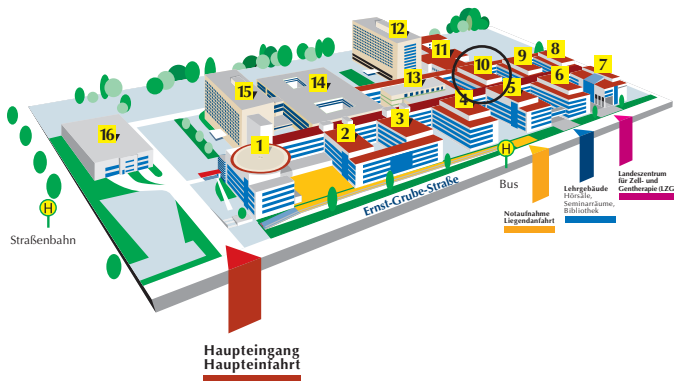 12
11
10
9
8
7
6
5
4
13
14
15
3
2
1
16
H
Straßenbahn
H
Bus
Ernst-Grube-Straße
Notaufnahme
Liegendanfahrt
Lehrgebäude
Hörsäle,
Seminarräume,
Bibliothek
Landeszentrum
für Zell- und
Gentherapie (LZG
Haupteingang
Haupteinfahrt